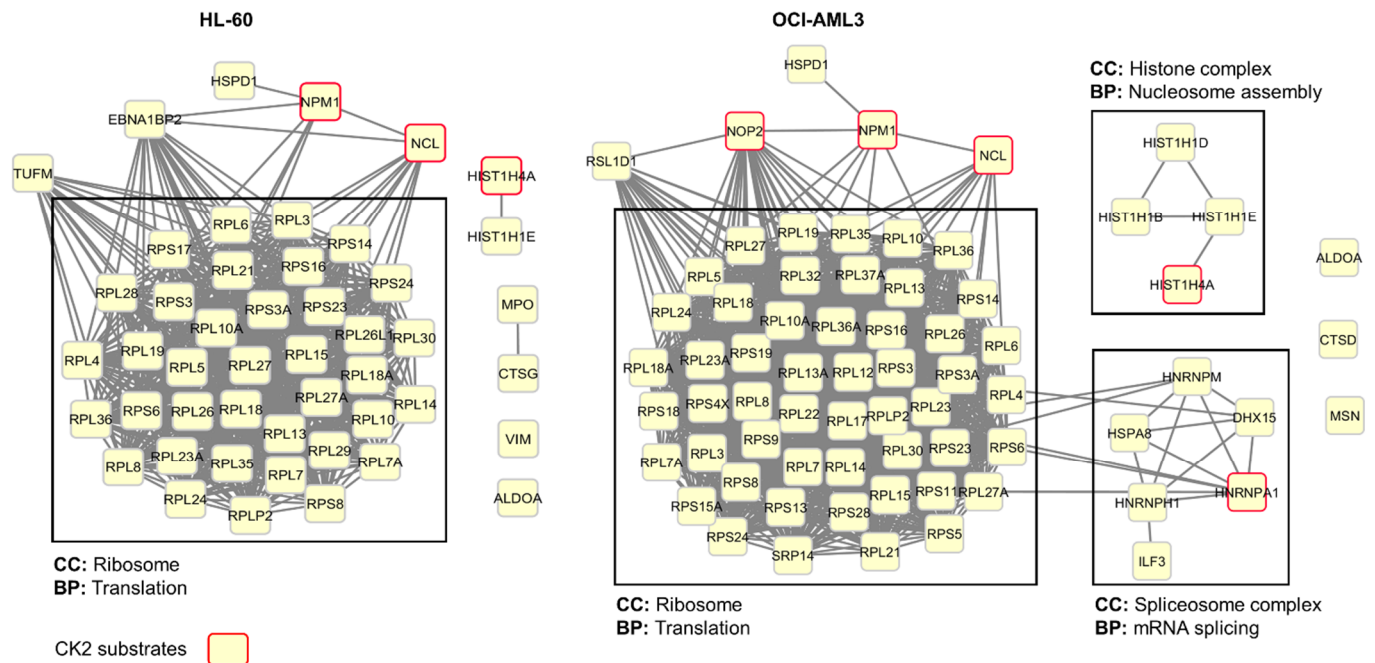 HL-60
OCI-AML3
HSPD1
NPM1
EBNA1BP2
NCL
TUFM
HIST1H4A
HIST1H1E
MPO
CTSG
VIM
ALDOA
RPL6
RPL3
RPS17
RPS14
RPL21
RPS16
RPS24
RPL28
RPS3
RPS3A
RPS23
RPL10A
RPL26L1
RPL30
RPL4
RPL19
RPL5
RPL27
RPL15
RPL18A
RPL27A
RPL14
RPL36
RPS6
RPL26
RPL18
RPL10
RPL13
RPL8
RPL23A
RPL35
RPL7
RPL29
RPL7A
RPL24
RPLP2
RPS8
CC: Ribosome
BP: Translation
CK2 substrates
HSPD1
NOP2
NPM1
NCL
RSL1D1
RPL27
RPL19
RPL35
RPL10
RPL36
RPL5
RPL32
RPL37A
RPL13
RPL24
RPL18
RPS14
RPL10A
RPL36A
RPS16
RPL26
RPL6
RPL18A
RPL23A
RPS19
RPL13A
RPL12
RPS3
RPS3A
RPL4
RPS18
RPS4X
RPL8
RPL22
RPL17
RPLP2
RPL23
RPS9
RPL30
RPS23
RPS6
RPL7A
RPL3
RPS8
RPL7
RPL14
RPL15
RPS11
RPL27A
RPS15A
RPS13
RPS28
RPS24
SRP14
RPL21
RPS5
CC: Ribosome
BP: Translation
CC: Histone complex
BP: Nucleosome assembly
HIST1H1D
HIST1H1B
HIST1H1E
HIST1H4A
HNRNPM
DHX15
HSPA8
HNRNPH1
HNRNPA1
ILF3
CC: Spliceosome complex
BP: mRNA splicing
ALDOA
CTSD
MSN